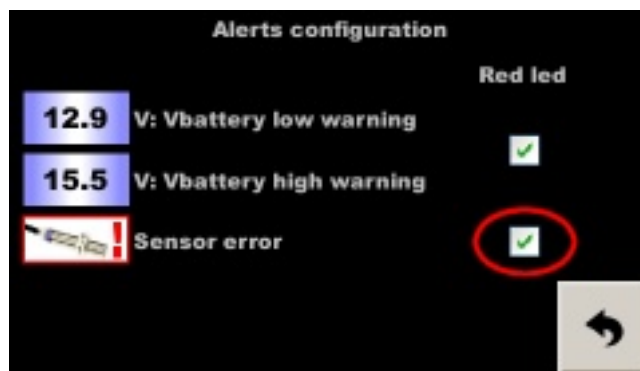 Alerts configuration
Red led
12.9 V: Vbattery low warning
15.5 V: Vbattery high warning
! Sensor error